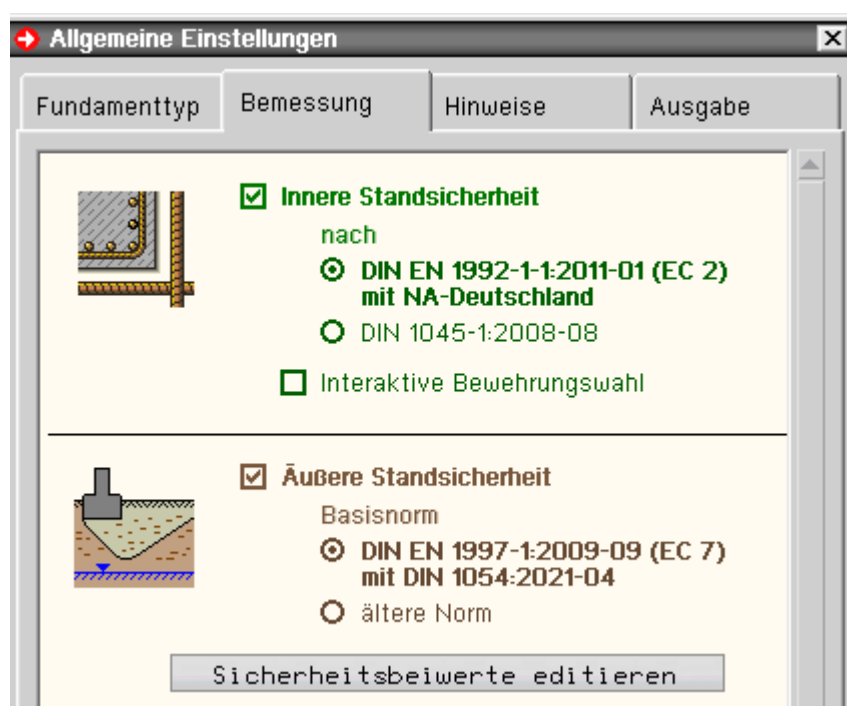 Allgemeine Einstellungen
Fundamenttyp Bemessung Hinweise Ausgabe
Innere Standsicherheit
nach
DIN EN 1992-1-1:2011-01 (EC 2)
mit NA-Deutschland
DIN 1045-1:2008-08
Interaktive Bewehrungswahl
Äußere Standsicherheit
Basisnorm
DIN EN 1997-1:2009-09 (EC 7)
mit DIN 1054:2021-04
ältere Norm
Sicherheitsbeiwerte editieren